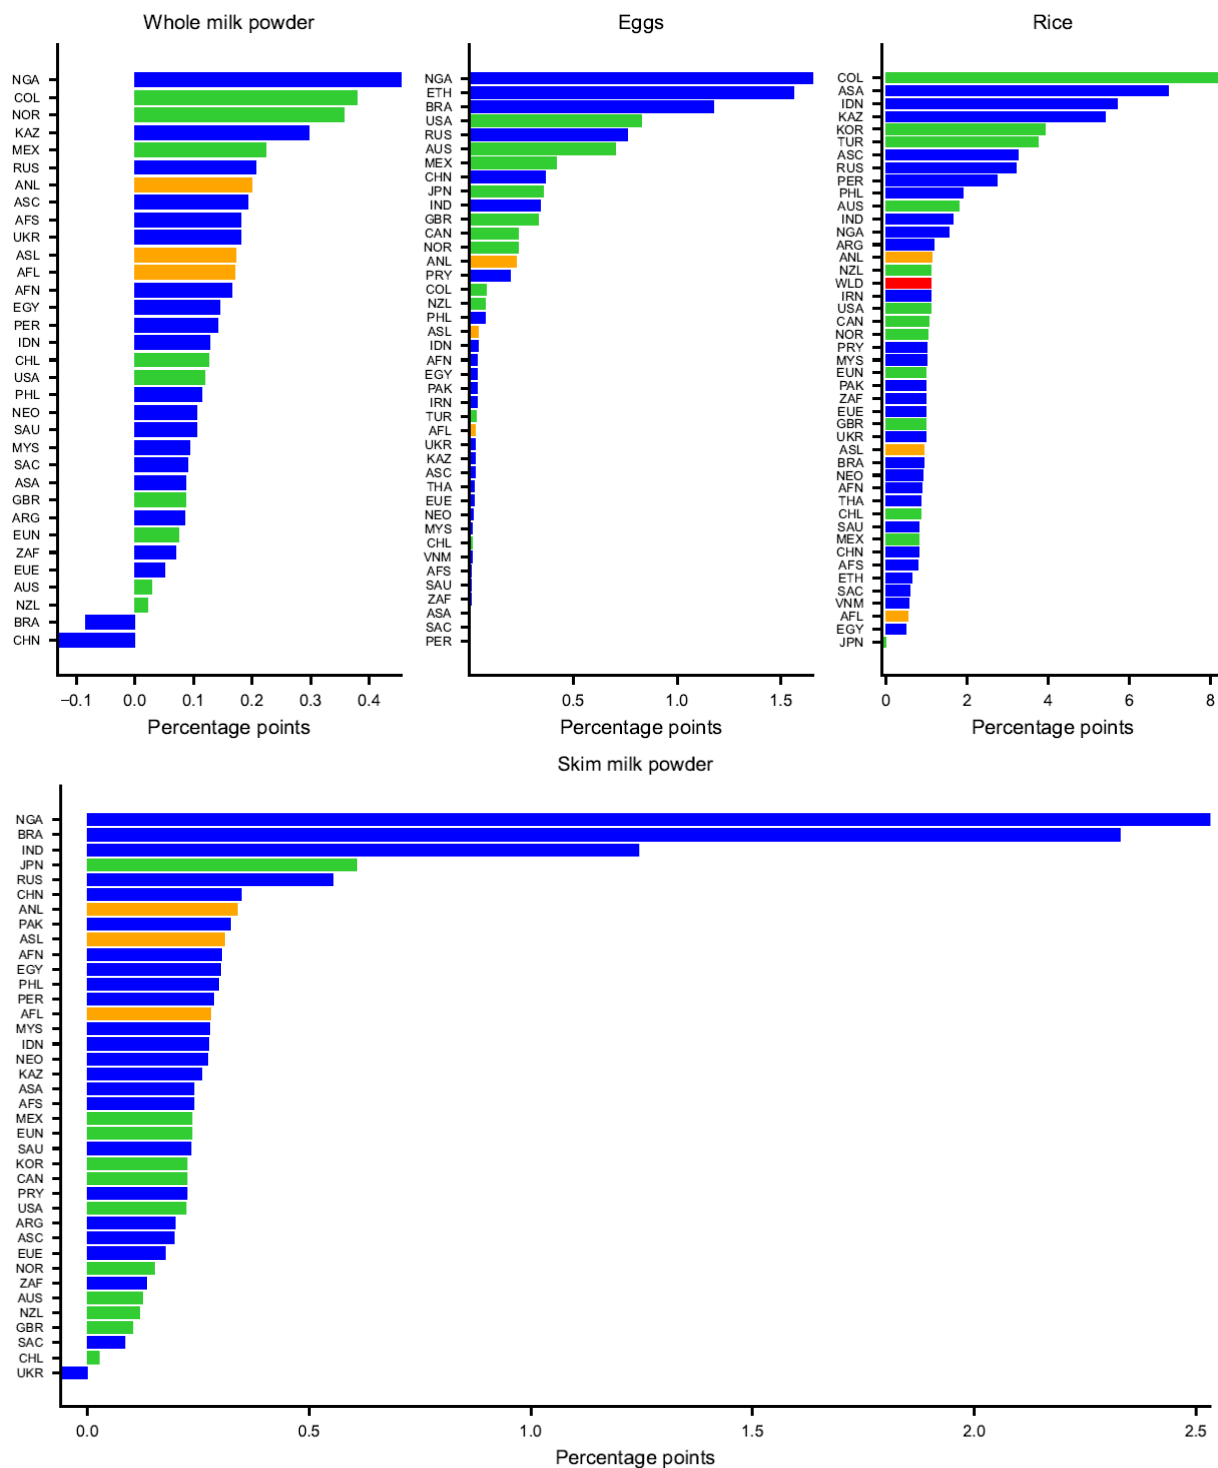 Whole milk powder
NGA
COL
NOR
KAZ
MEX
RUS
ANL
ASC
AFS
UKR
ASL
AFL
AFN
EGY
PER
IDN
CHL
USA
PHL
NEO
SAU
MYS
SAC
ASA
GBR
ARG
EUN
ZAF
EUE
AUS
NZL
BRA
CHN
−0.1 0.0 0.1 0.2 0.3 0.4
Percentage points
Eggs
NGA
ETH
BRA
USA
RUS
AUS
MEX
CHN
JPN
IND
GBR
CAN
NOR
ANL
PRY
COL
NZL
PHL
ASL
IDN
AFN
EGY
PAK
IRN
TUR
AFL
UKR
KAZ
ASC
THA
EUE
NEO
MYS
CHL
VNM
AFS
SAU
ZAF
ASA
SAC
PER
0.5 1.0 1.5
Percentage points
Rice
COL
ASA
IDN
KAZ
KOR
TUR
ASC
RUS
PER
PHL
AUS
IND
NGA
ARG
ANL
NZL
WLD
IRN
USA
CAN
NOR
PRY
MYS
EUN
PAK
ZAF
EUE
GBR
UKR
ASL
BRA
NEO
AFN
THA
CHL
SAU
MEX
CHN
AFS
ETH
SAC
VNM
AFL
EGY
JPN
0 2 4 6 8
Percentage points
Skim milk powder
NGA
BRA
IND
JPN
RUS
CHN
ANL
PAK
ASL
AFN
EGY
PHL
PER
AFL
MYS
IDN
NEO
KAZ
ASA
AFS
MEX
EUN
SAU
KOR
CAN
PRY
USA
ARG
ASC
EUE
NOR
ZAF
AUS
NZL
GBR
SAC
CHL
UKR
0.0 0.5 1.0 1.5 2.0 2.5
Percentage points